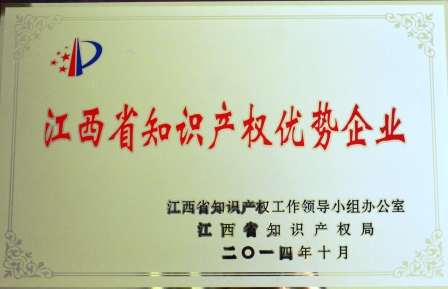 江西省知识产权优势企业
江西省知识产权工作领导小组办公室
江西省知识产权局
二〇一四年十月